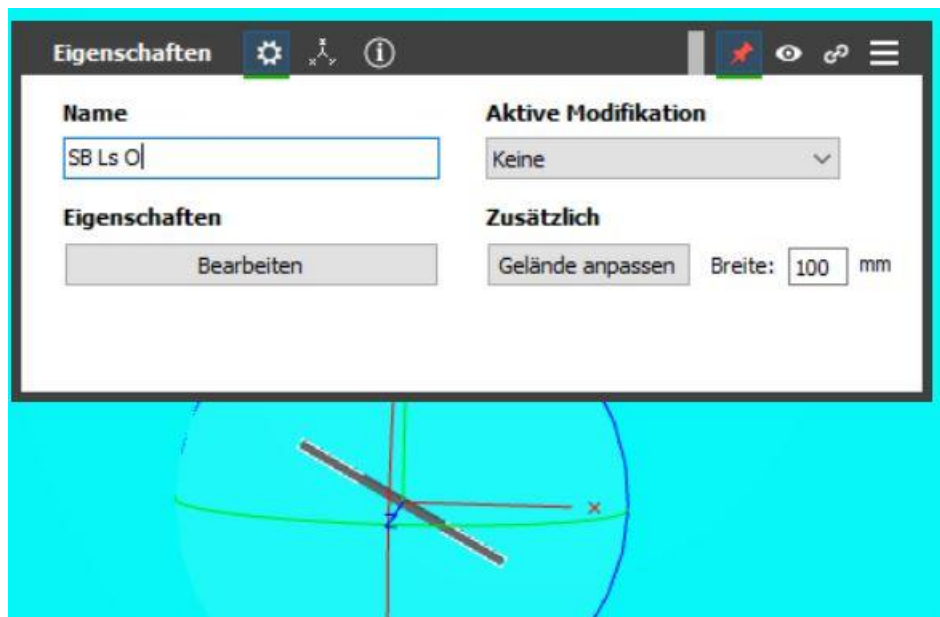 Eigenschaften
Name
Aktive Modifikation
SB Ls O
Keine
Eigenschaften
Zusätzlich
Bearbeiten
Gelände anpassen Breite: 100 mm
x
Z